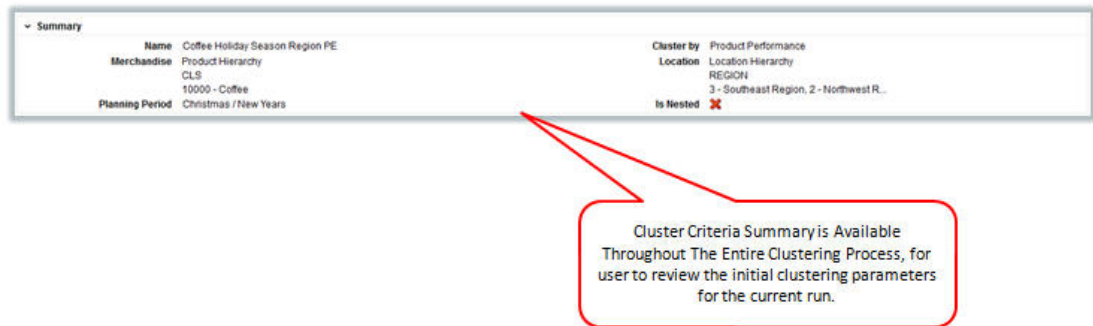 Summary
Name Coffee Holiday Season Region PE Cluster by Product Performance
Merchandise Product Hierarchy Location Location Hierarchy
CLS REGION
10000 - Coffee 3 - Southeast Region, 2 - Northwest R...
Planning Period Christmas / New Years Is Nested
Cluster Criteria Summary is Available
Throughout The Entire Clustering Process, for
user to review the initial clustering parameters
for the current run.